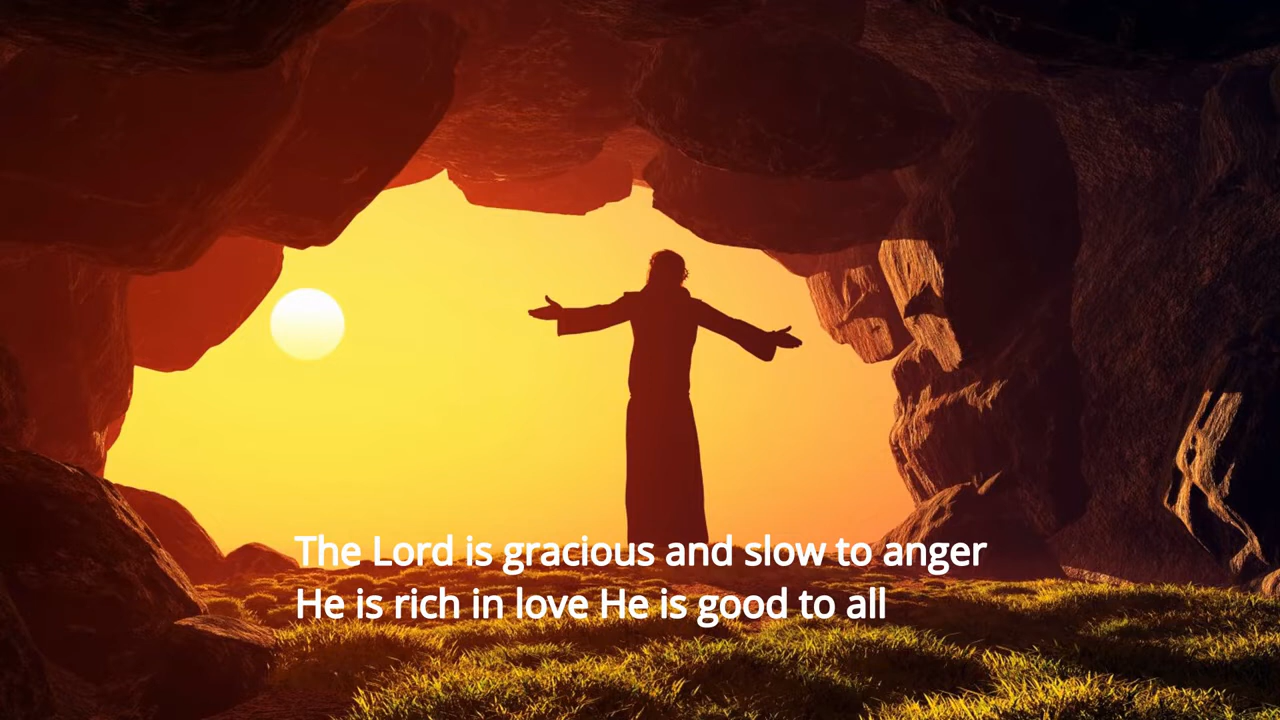 The Lord is gracious and slow to anger
He is rich in love He is good to all